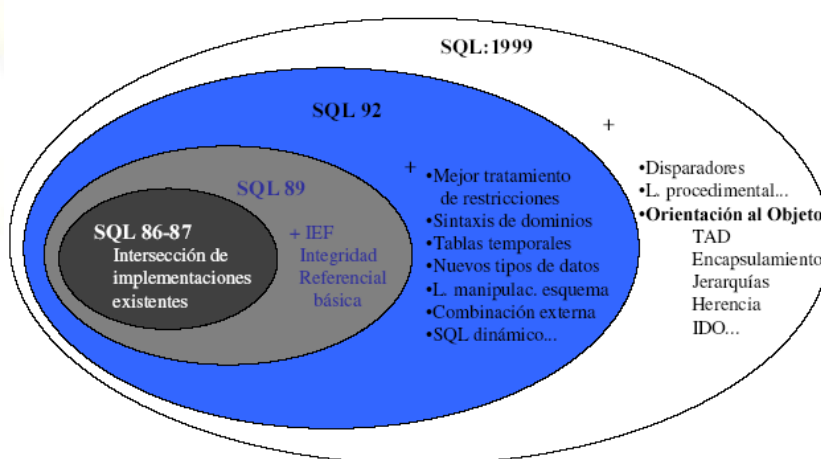 SQL:1999
SQL 92
+
+
•Disparadores
•L. procedimental...
•Orientación al Objeto
TAD
Encapsulamiento
Jerarquías
Herencia
IDO...
•Mejor tratamiento
de restricciones
•Sintaxis de dominios
•Tablas temporales
•Nuevos tipos de datos
•L. manipulac. esquema
•Combinación externa
•SQL dinámico...
SQL 89
+ IEF
Integridad
Referencial
básica
SQL 86-87
Intersección de
implementaciones
existentes